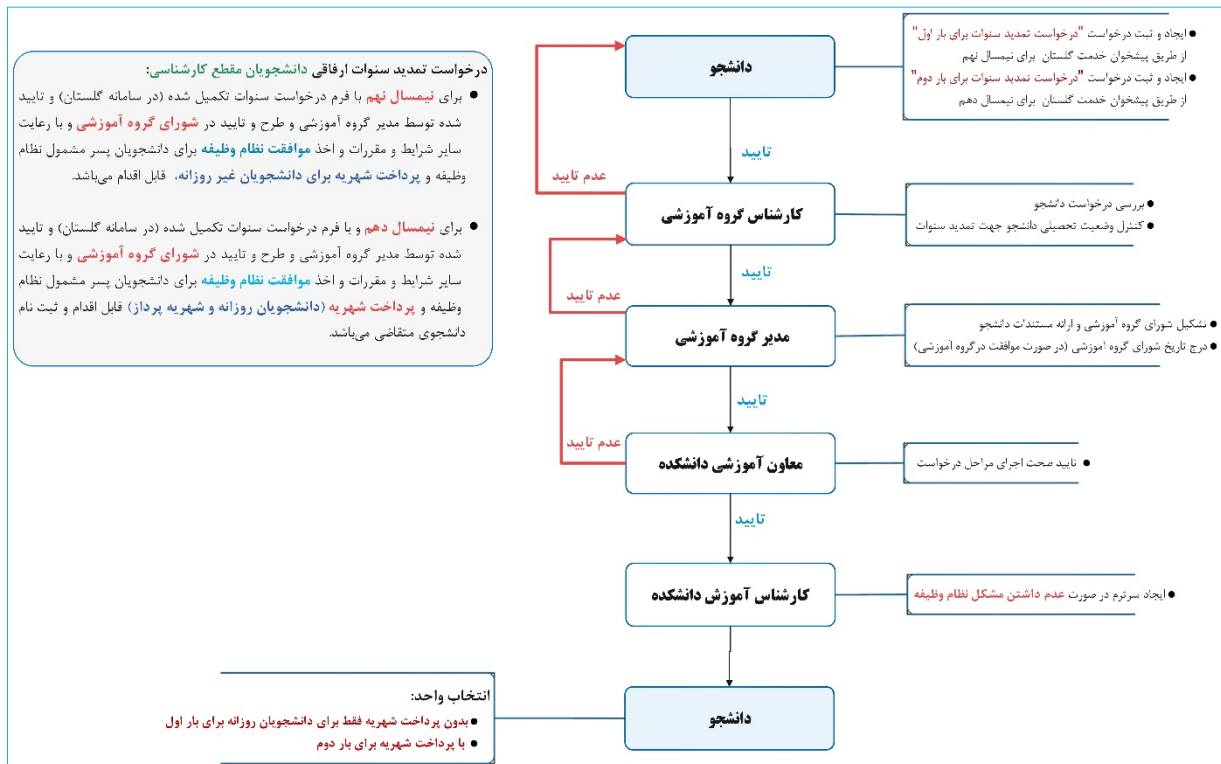 درخواست تمدید سنوات ارفاقی دانشجویان مقطع کارشناسی:
● برای نیمسال نهم با فرم درخواست سنوات تکمیل شده (در سامانه گلستان) و تایید
شده توسط مدیر گروه آموزشی و طرح و تایید در شورای گروه آموزشی و با رعایت
سایر شرایط و مقررات و اخذ موافقت نظام وظیفه برای دانشجویان پسر مشمول نظام
وظیفه و پرداخت شهریه برای دانشجویان غیر روزانه، قابل اقدام می‌باشد.
● برای نیمسال دهم و با فرم درخواست سنوات تکمیل شده (در سامانه گلستان) و تایید
شده توسط مدیر گروه آموزشی و طرح و تایید در شورای گروه آموزشی و با رعایت
سایر شرایط و مقررات و اخذ موافقت نظام وظیفه برای دانشجویان پسر مشمول نظام
وظیفه و پرداخت شهریه (دانشجویان روزانه و شهریه پرداز) قابل اقدام و ثبت نام
دانشجوی متقاضی می‌باشد.
دانشجو
● ایجاد و ثبت درخواست "درخواست تمدید سنوات برای بار اول"
از طریق پیشخوان خدمت گلستان برای نیمسال نهم
● ایجاد و ثبت درخواست "درخواست تمدید سنوات برای بار دوم"
از طریق پیشخوان خدمت گلستان برای نیمسال دهم
تایید
عدم تایید
کارشناس گروه آموزشی
● بررسی درخواست دانشجو
● کنترل وضعیت تحصیلی دانشجو جهت تمدید سنوات
تایید
عدم تایید
مدیر گروه آموزشی
● تشکیل شورای گروه آموزشی و ارائه مستندات دانشجو
● درج تاریخ شورای گروه اموزشی (در صورت موافقت درگروه آموزشی)
تایید
عدم تایید
معاون آموزشی دانشکده
● تایید صحت اجرای مراحل درخواست
تایید
کارشناس آموزش دانشکده
● ایجاد سرترم در صورت عدم داشتن مشکل نظام وظیفه
دانشجو
انتخاب واحد:
● بدون پرداخت شهریه فقط برای دانشجویان روزانه برای بار اول
● با پرداخت شهریه برای بار دوم